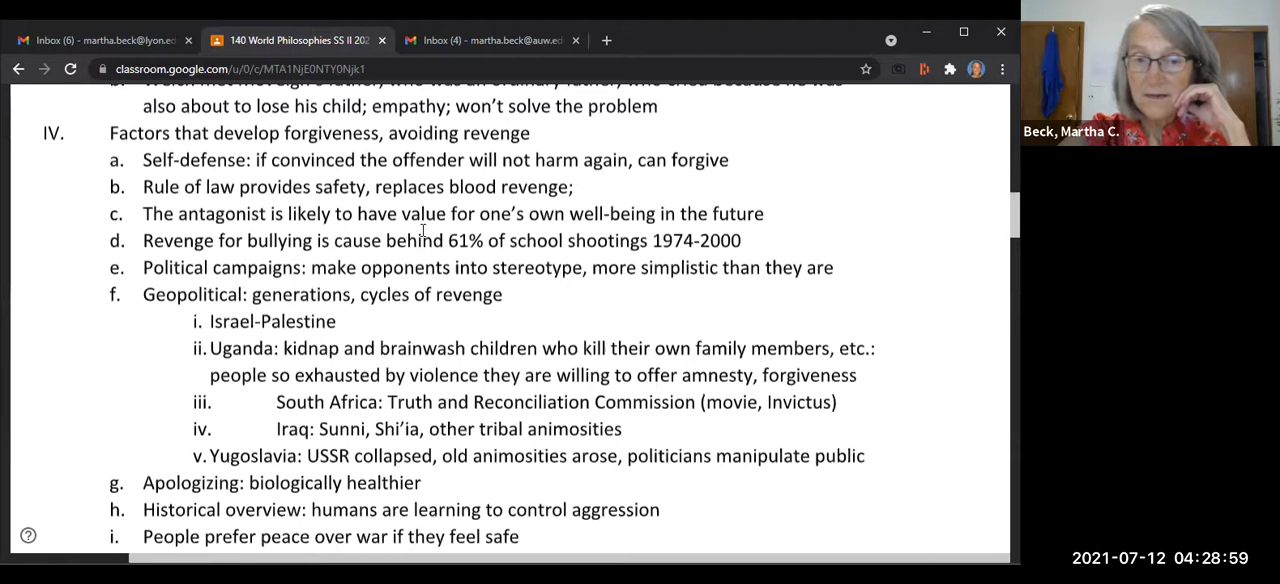 Inbox (6) - martha.beck@lyon.ed
140 World Philosophies SS II 202
Inbox (4) - martha.beck@auw.ed
classroom.google.com/u/0/c/MTA1NjE0NTY0Njk1
also about to lose his child; empathy; won't solve the problem
IV. Factors that develop forgiveness, avoiding revenge
a. Self-defense: if convinced the offender will not harm again, can forgive
b. Rule of law provides safety, replaces blood revenge;
c. The antagonist is likely to have value for one's own well-being in the future
d. Revenge for bullying is cause behind 61% of school shootings 1974-2000
e. Political campaigns: make opponents into stereotype, more simplistic than they are
f. Geopolitical: generations, cycles of revenge
i. Israel-Palestine
ii. Uganda: kidnap and brainwash children who kill their own family members, etc.:
people so exhausted by violence they are willing to offer amnesty, forgiveness
iii. South Africa: Truth and Reconciliation Commission (movie, Invictus)
iv. Iraq: Sunni, Shi'ia, other tribal animosities
v. Yugoslavia: USSR collapsed, old animosities arose, politicians manipulate public
g. Apologizing: biologically healthier
h. Historical overview: humans are learning to control aggression
i. People prefer peace over war if they feel safe
Beck, Martha C.
2021-07-12 04:28:59